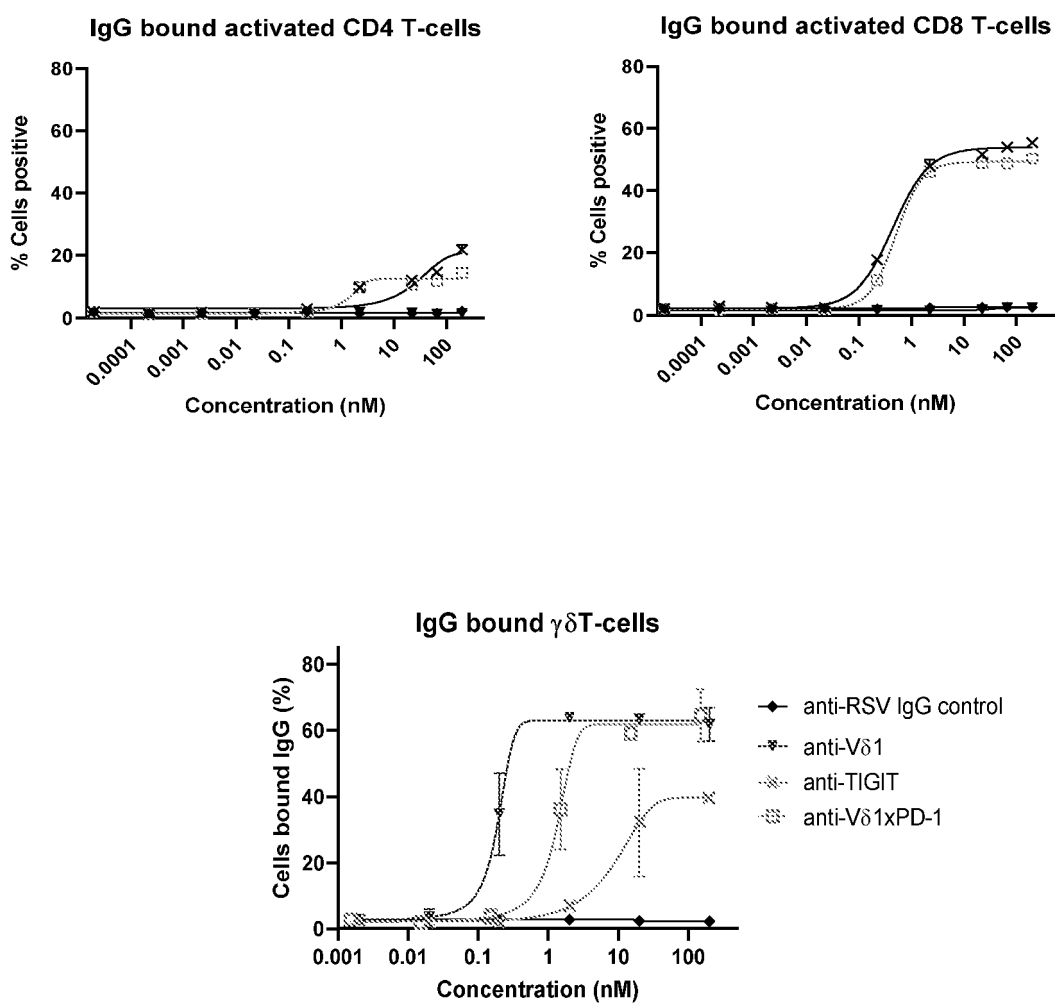 IgG bound activated CD4 T-cells
% Cells positive
80
60
40
20
0
0.0001
0.001
0.01
0.1
1
10
100
Concentration (nM)
IgG bound activated CD8 T-cells
% Cells positive
80
60
40
20
0
0.0001
0.001
0.01
0.1
1
10
100
Concentration (nM)
IgG bound γδT-cells
Cells bound IgG (%)
80
60
40
20
0
0.001
0.01
0.1
1
10
100
Concentration (nM)
anti-RSV IgG control
anti-Vδ1
anti-TIGIT
anti-Vδ1xPD-1